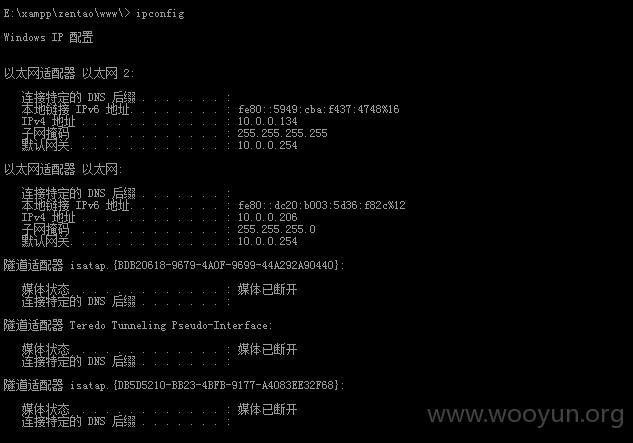 E:\xampp\zentao\www\> ipconfig
Windows IP 配置
以太网适配器 以太网 2:
连接特定的 DNS 后缀 . . . . . . . :
本地链接 IPv6 地址. . . . . . . . : fe80::5949:cba:f437:4748%16
IPv4 地址 . . . . . . . . . . . . : 10.0.0.134
子网掩码 . . . . . . . . . . . . : 255.255.255.255
默认网关. . . . . . . . . . . . . : 10.0.0.254
以太网适配器 以太网:
连接特定的 DNS 后缀 . . . . . . . :
本地链接 IPv6 地址. . . . . . . . : fe80::dc20:b003:5d36:f82c%12
IPv4 地址 . . . . . . . . . . . . : 10.0.0.206
子网掩码 . . . . . . . . . . . . : 255.255.255.0
默认网关. . . . . . . . . . . . . : 10.0.0.254
隧道适配器 isatap.{BDB20618-9679-4A0F-9699-44A292A90440}:
媒体状态 . . . . . . . . . . . . : 媒体已断开
连接特定的 DNS 后缀 . . . . . . . :
隧道适配器 Teredo Tunneling Pseudo-Interface:
媒体状态 . . . . . . . . . . . . : 媒体已断开
连接特定的 DNS 后缀 . . . . . . . :
隧道适配器 isatap.{DB5D5210-BB23-4BFB-9177-A4083EE32F68}:
媒体状态 . . . . . . . . . . . . : 媒体已断开
连接特定的 DNS 后缀 . . . . . . . :
www.wooyun.org